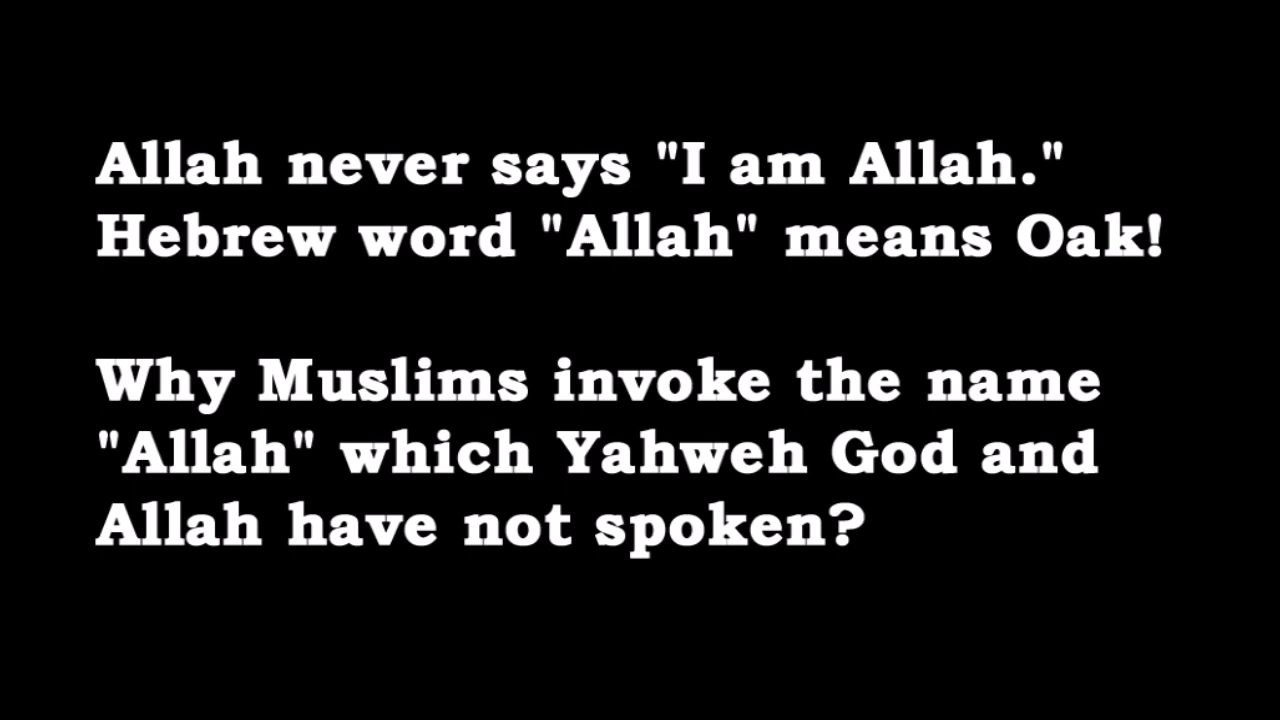 Allah never says "I am Allah."
Hebrew word "Allah" means Oak!
Why Muslims invoke the name
"Allah" which Yahweh God and
Allah have not spoken?